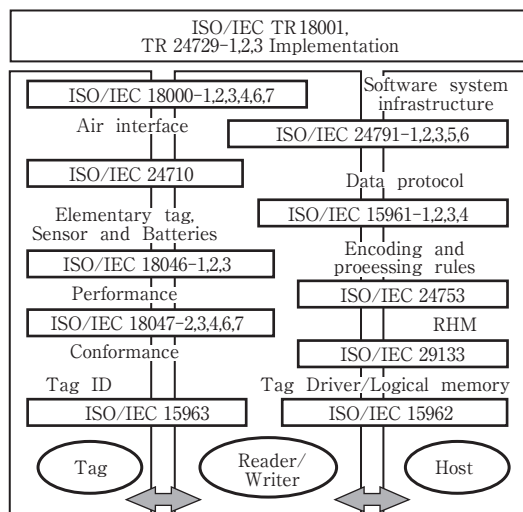 ISO/IEC TR 18001,
TR 24729-1,2,3 Implementation
ISO/IEC 18000-1,2,3,4,6,7
Air interface
ISO/IEC 24710
Elementary tag,
Sensor and Batteries
ISO/IEC 18046-1,2,3
Performance
ISO/IEC 18047-2,3,4,6,7
Conformance
Tag ID
ISO/IEC 15963
Software system
infrastructure
ISO/IEC 24791-1,2,3,5,6
Data protocol
ISO/IEC 15961-1,2,3,4
Encoding and
proeessing rules
ISO/IEC 24753
RHM
ISO/IEC 29133
Tag Driver/Logical memory
ISO/IEC 15962
Tag
Reader/
Writer
Host